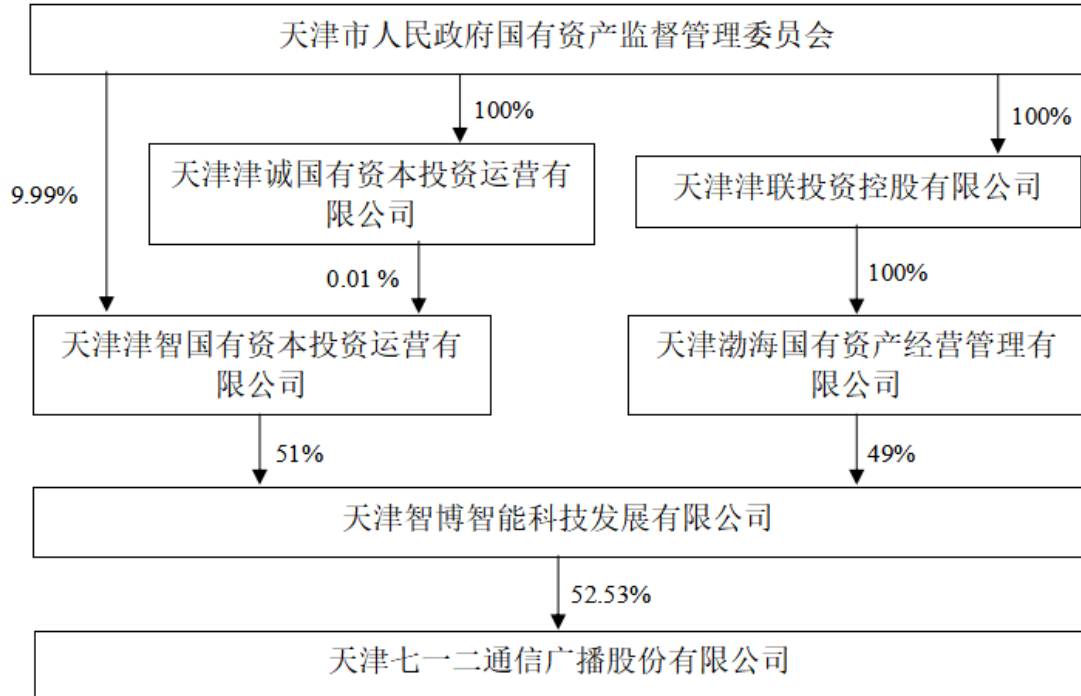 天津市人民政府国有资产监督管理委员会
100%
100%
天津津诚国有资本投资运营有
限公司
天津津联投资控股有限公司
9.99%
0.01 %
100%
天津津智国有资本投资运营有
限公司
天津渤海国有资产经营管理有
限公司
51%
49%
天津智博智能科技发展有限公司
52.53%
天津七一二通信广播股份有限公司